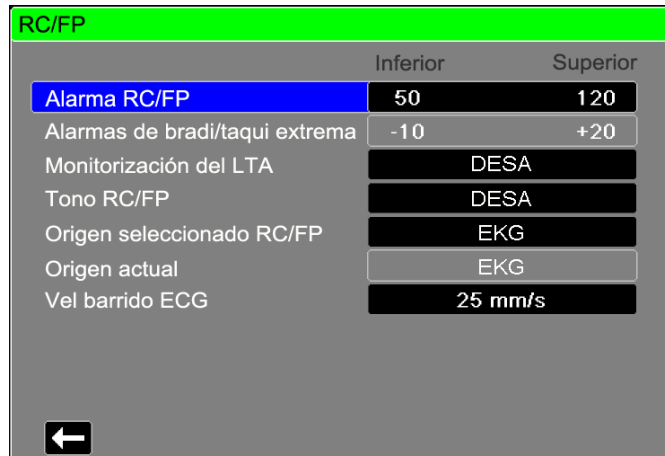 RC/FP
Inferior Superior
Alarma RC/FP 50 120
Alarmas de bradi/taqui extrema -10 +20
Monitorización del LTA DESA
Tono RC/FP DESA
Origen seleccionado RC/FP EKG
Origen actual EKG
Vel barrido ECG 25 mm/s